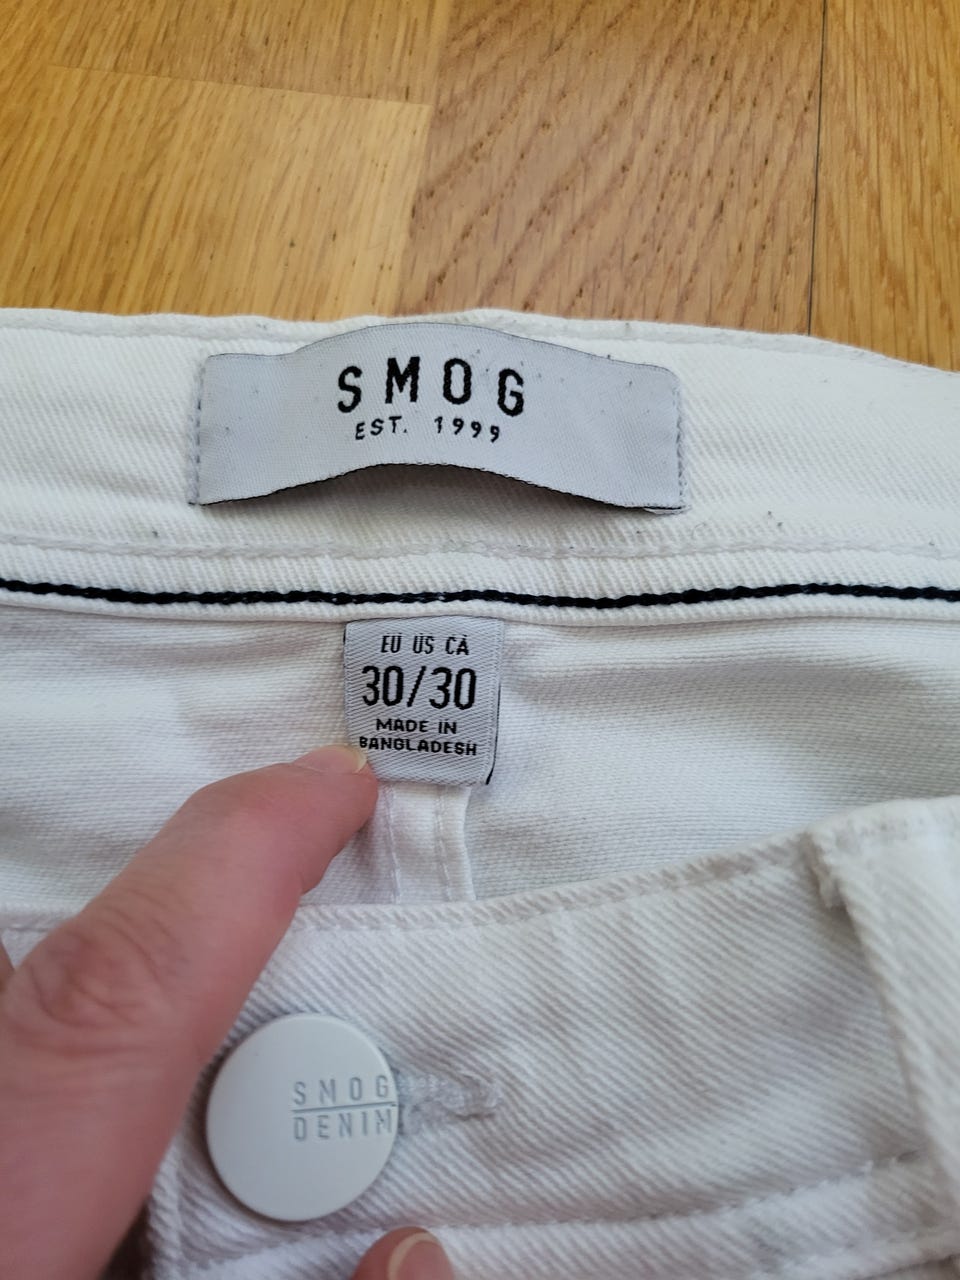 SMOG
EST. 1999
EU US CA
30/30
MADE IN
BANGLADESH
SMOG
DENIM